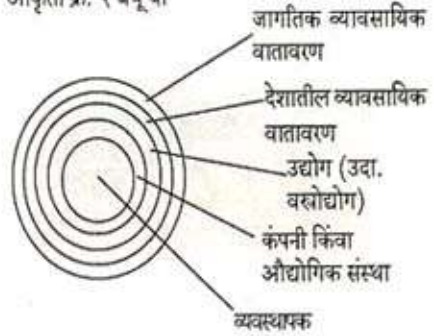 जागतिक व्यावसायिक
वातावरण
देशातील व्यावसायिक
वातावरण
उद्योग (उदा.
वस्त्रोद्योग)
कंपनी किंवा
औद्योगिक संस्था
व्यवस्थापक